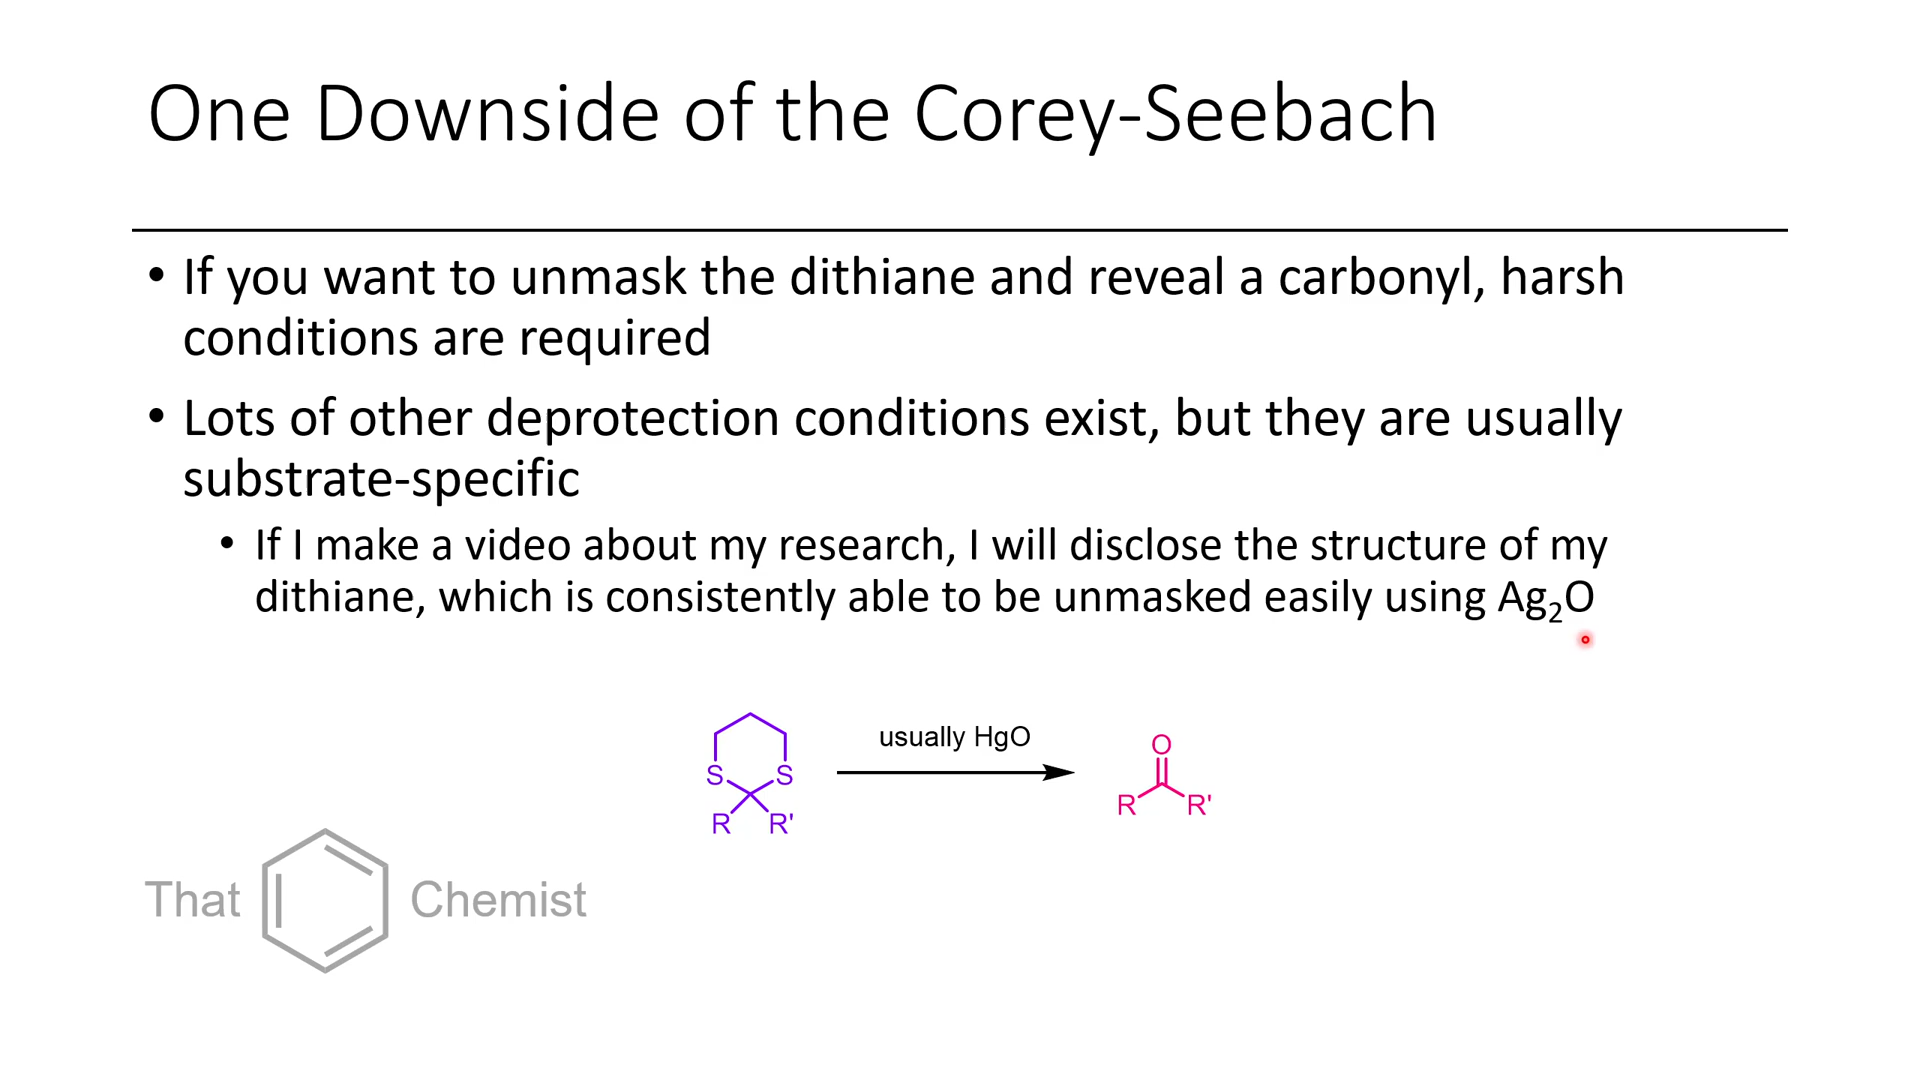 One Downside of the Corey-Seebach
• If you want to unmask the dithiane and reveal a carbonyl, harsh
conditions are required
• Lots of other deprotection conditions exist, but they are usually
substrate-specific
• If I make a video about my research, I will disclose the structure of my
dithiane, which is consistently able to be unmasked easily using Ag₂O
usually HgO
O
S S
R R'
R R'
That Chemist